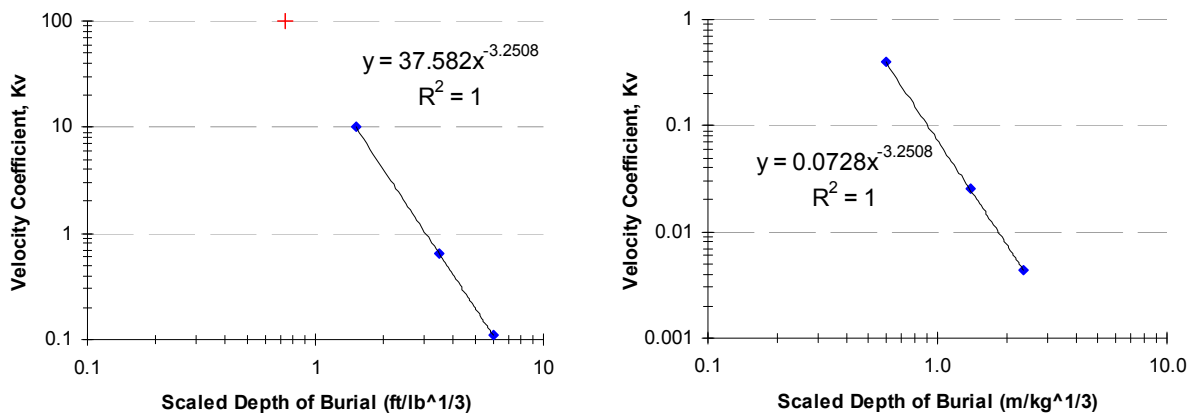 100
10
1
0.1
Velocity Coefficient, Kv
y = 37.582x^-3.2508
R^2 = 1
0.1
1
10
Scaled Depth of Burial (ft/lb^1/3)
1
0.1
0.01
0.001
Velocity Coefficient, Kv
y = 0.0728x^-3.2508
R^2 = 1
0.1
1.0
10.0
Scaled Depth of Burial (m/kg^1/3)